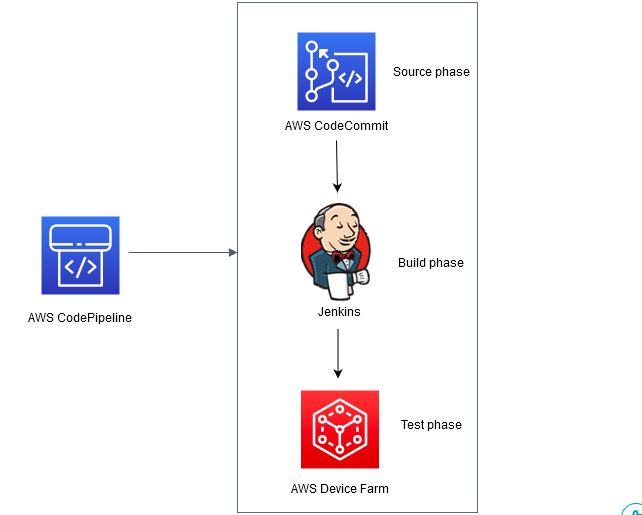 Source phase
AWS CodeCommit
Build phase
Jenkins
AWS CodePipeline
Test phase
AWS Device Farm